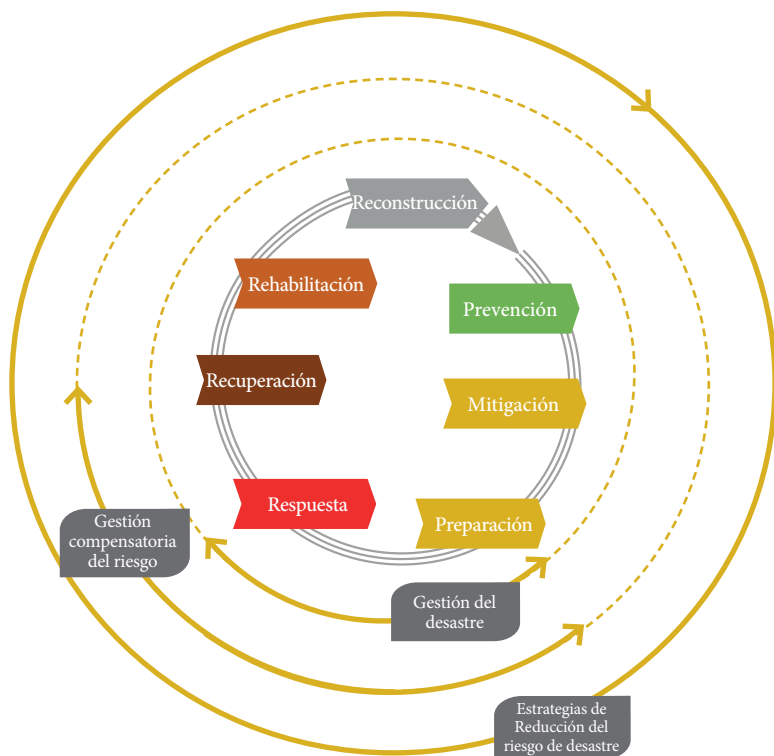 Reconstrucción
Rehabilitación
Prevención
Recuperación
Mitigación
Respuesta
Preparación
Gestión
compensatoria
del riesgo
Gestión del
desastre
Estrategias de
Reducción del
riesgo de desastre